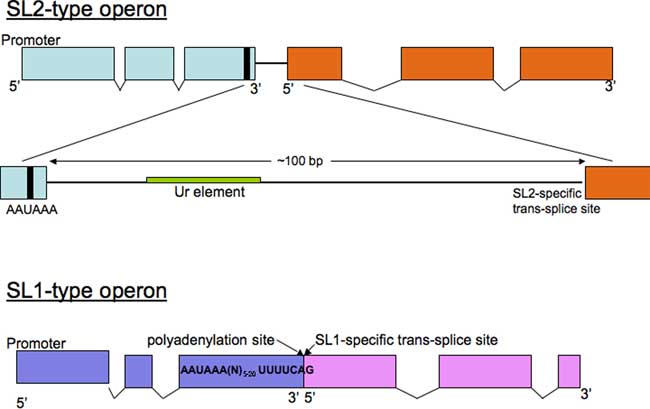 SL2-type operon
Promoter
5’ 3’ 5’ 3’
~100 bp
Ur element
SL2-specific
trans-splice site
AAUAAA
SL1-type operon
polyadenylation site SL1-specific trans-splice site
Promoter
AAUAAA(N)5-20 UUUUCAG
5’ 3’ 5’ 3’